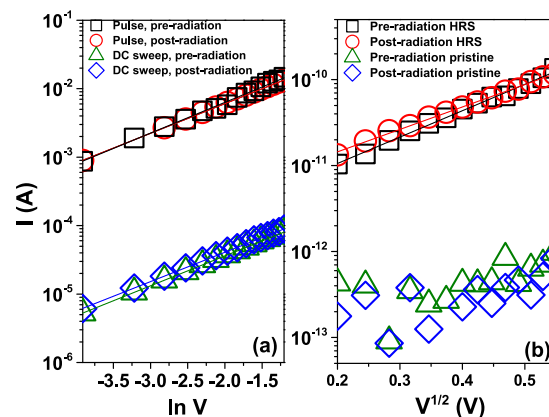 Pulse, pre-radiation
Pulse, post-radiation
DC sweep, pre-radiation
DC sweep, post-radiation
10⁻¹
10⁻²
10⁻³
10⁻⁴
10⁻⁵
10⁻⁶
I (A)
-3.5 -3.0 -2.5 -2.0 -1.5
ln V
(a)
Pre-radiation HRS
Post-radiation HRS
Pre-radiation pristine
Post-radiation pristine
10⁻¹⁰
10⁻¹¹
10⁻¹²
10⁻¹³
0.2 0.3 0.4 0.5
V¹/² (V)
(b)